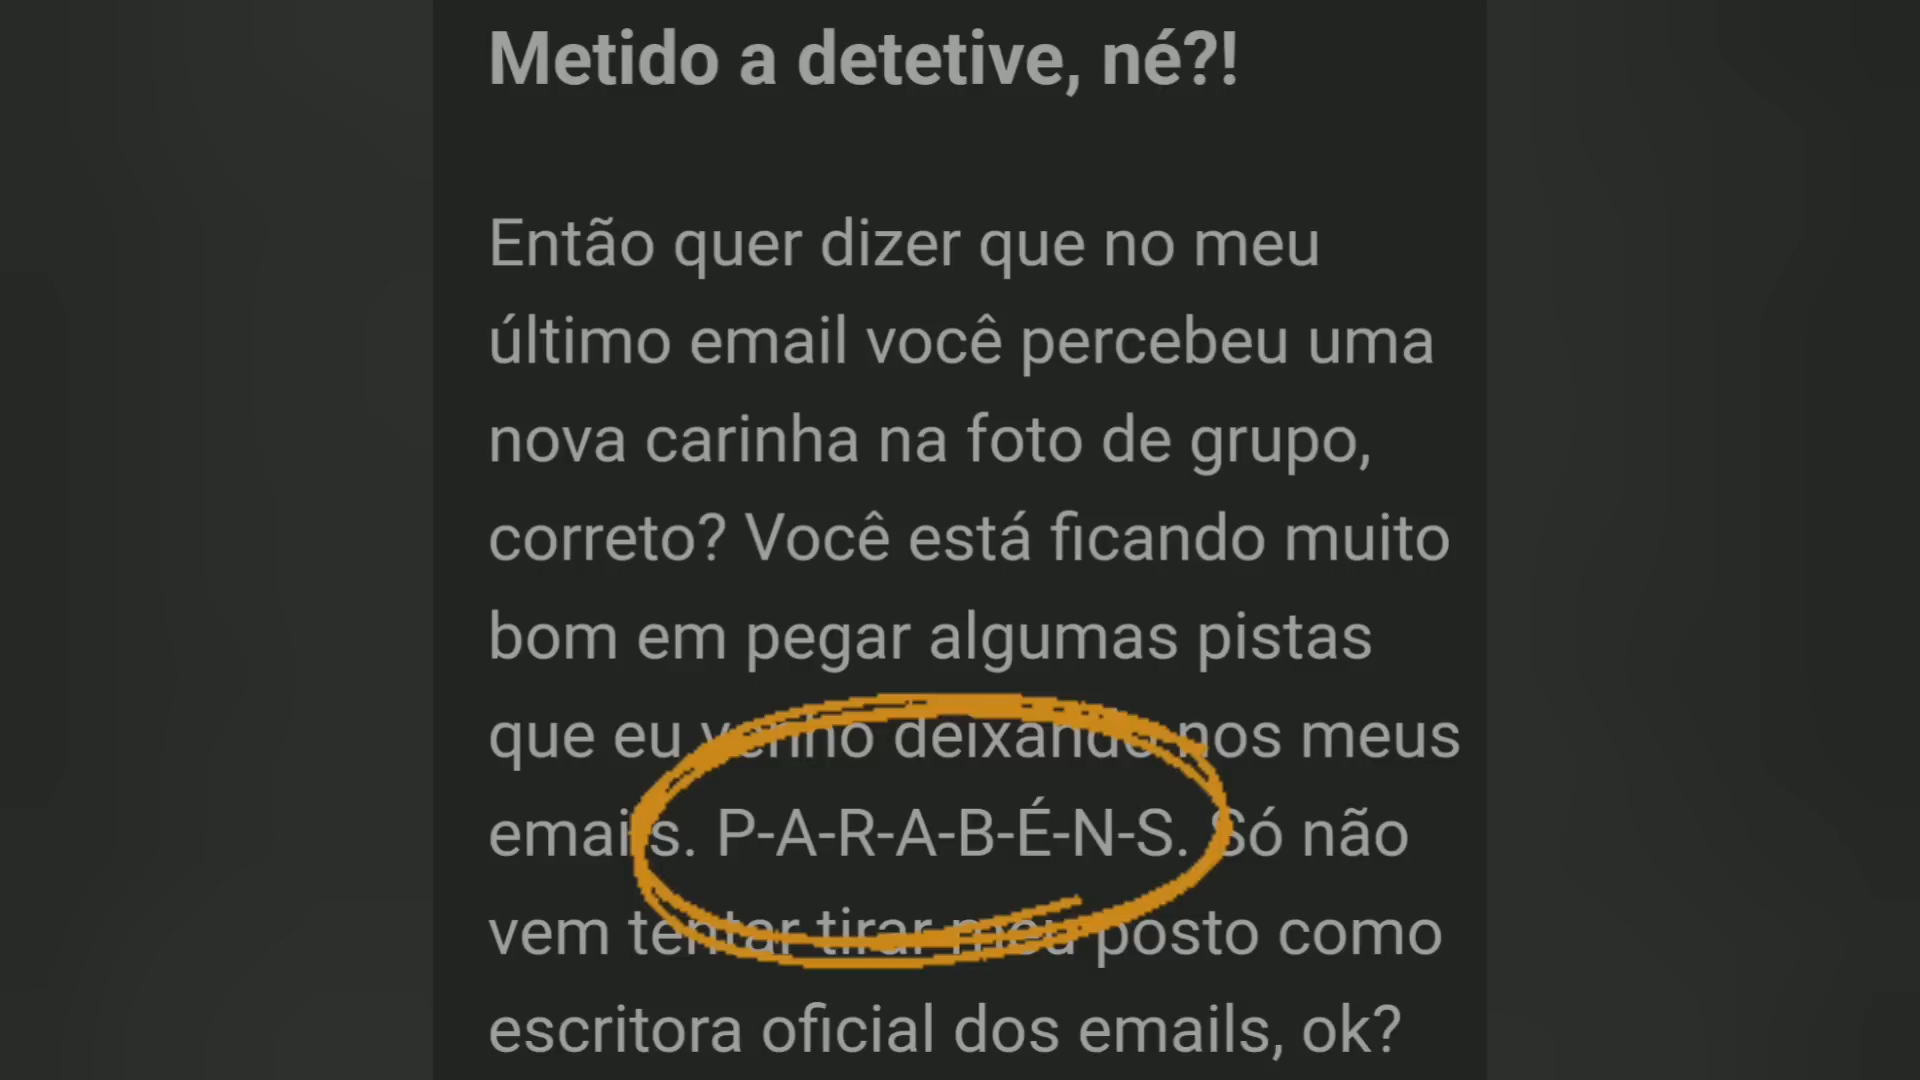 Metido a detetive, né?!
Então quer dizer que no meu
último email você percebeu uma
nova carinha na foto de grupo,
correto? Você está ficando muito
bom em pegar algumas pistas
que eu venho deixando nos meus
emails. P-A-R-A-B-É-N-S. Só não
vem tentar tirar meu posto como
escritora oficial dos emails, ok?